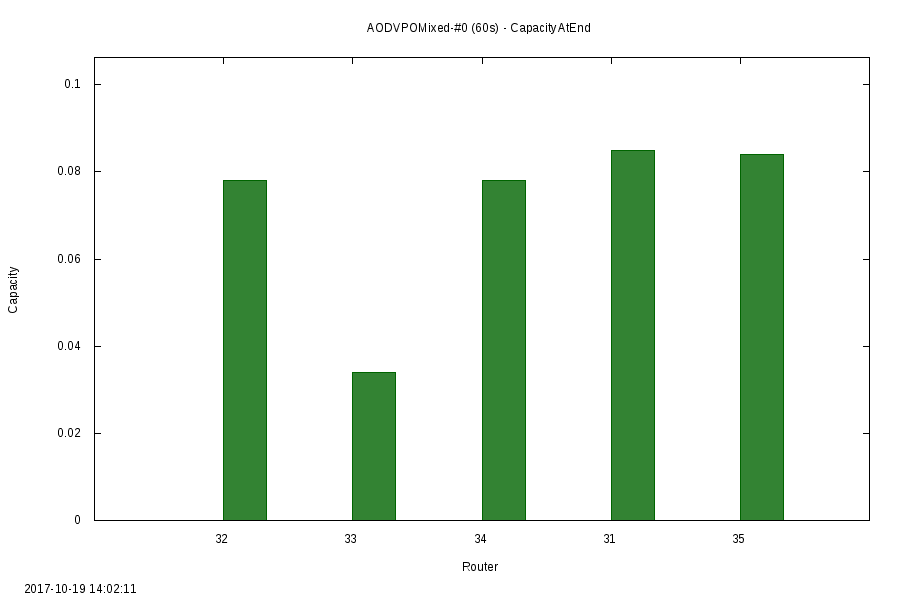 AODVPOMixed-#0 (60s) - CapacityAtEnd
0.1
0.08
0.06
0.04
0.02
0
Capacity
32 33 34 31 35
Router
2017-10-19 14:02:11